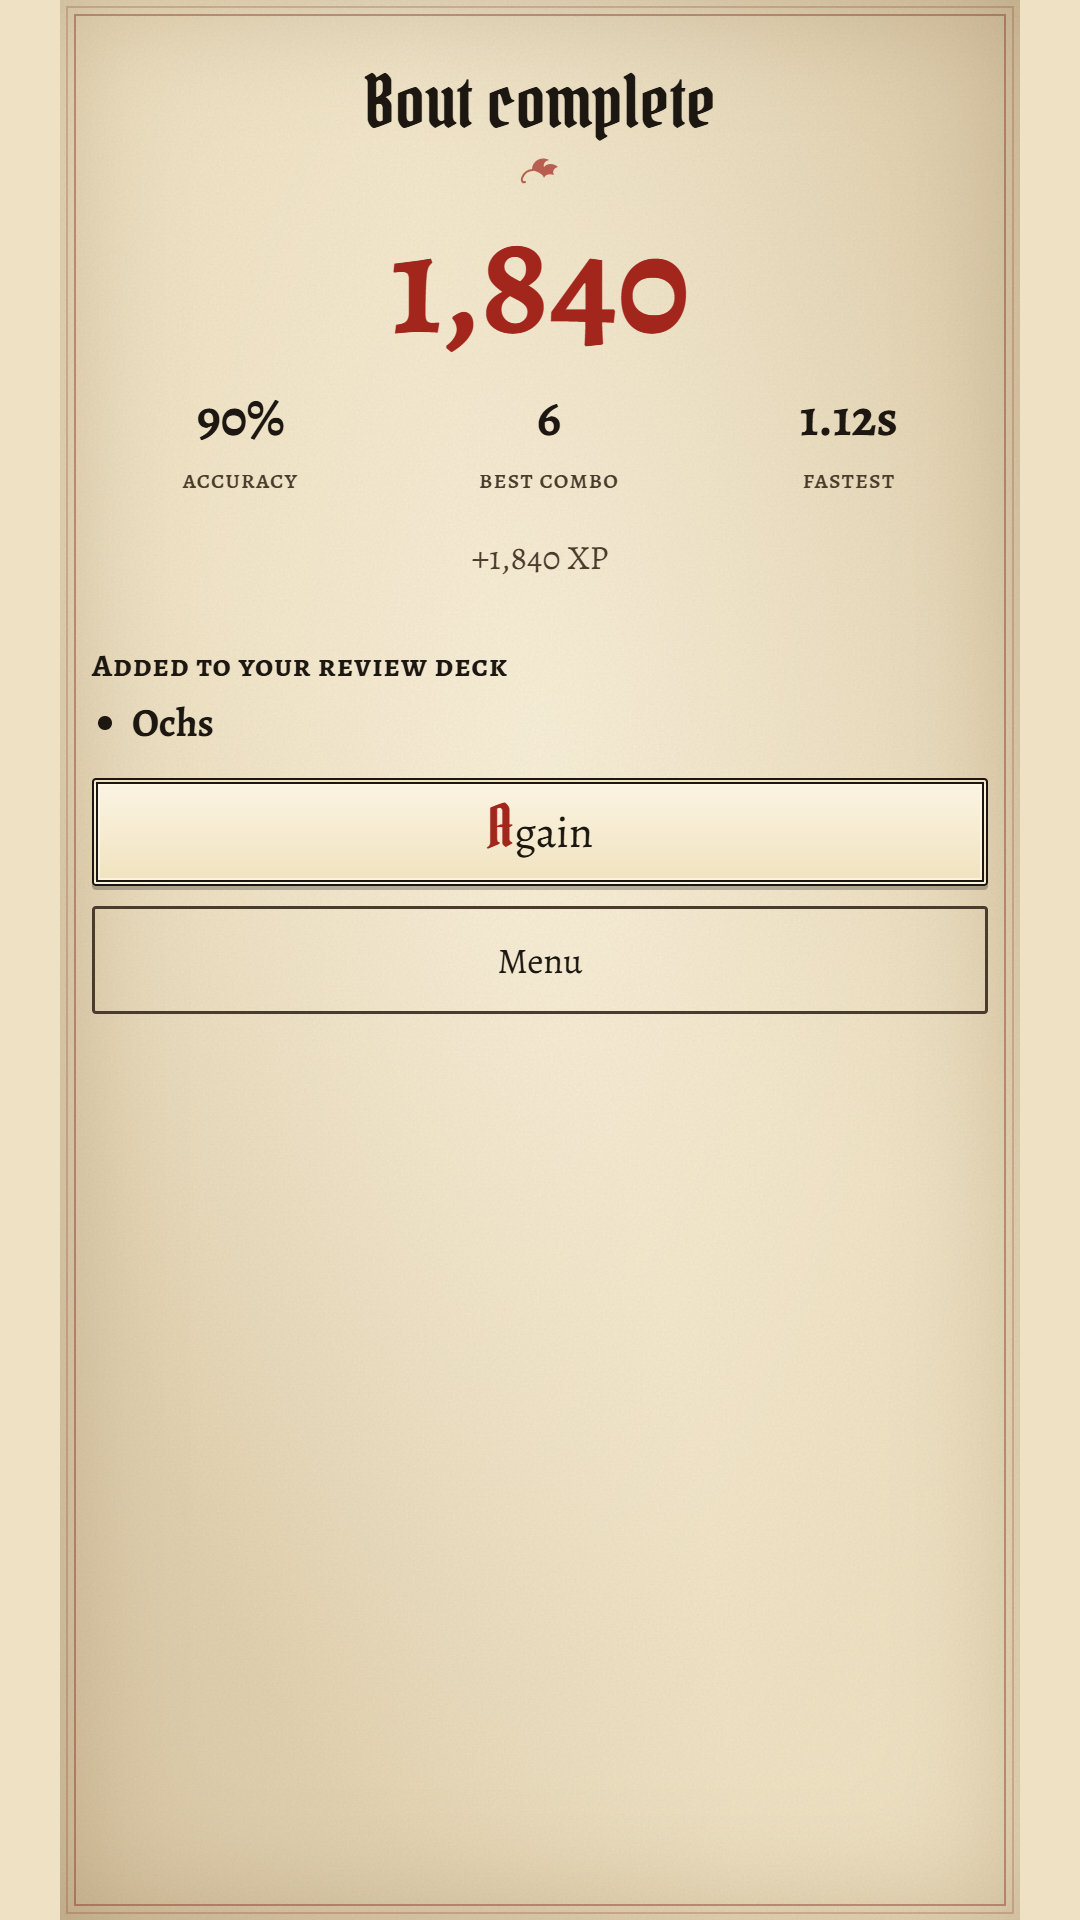 Bout complete
1,840
90% 6 1.12s
ACCURACY BEST COMBO FASTEST
+1,840 XP
ADDED TO YOUR REVIEW DECK
• Ochs
Again
Menu